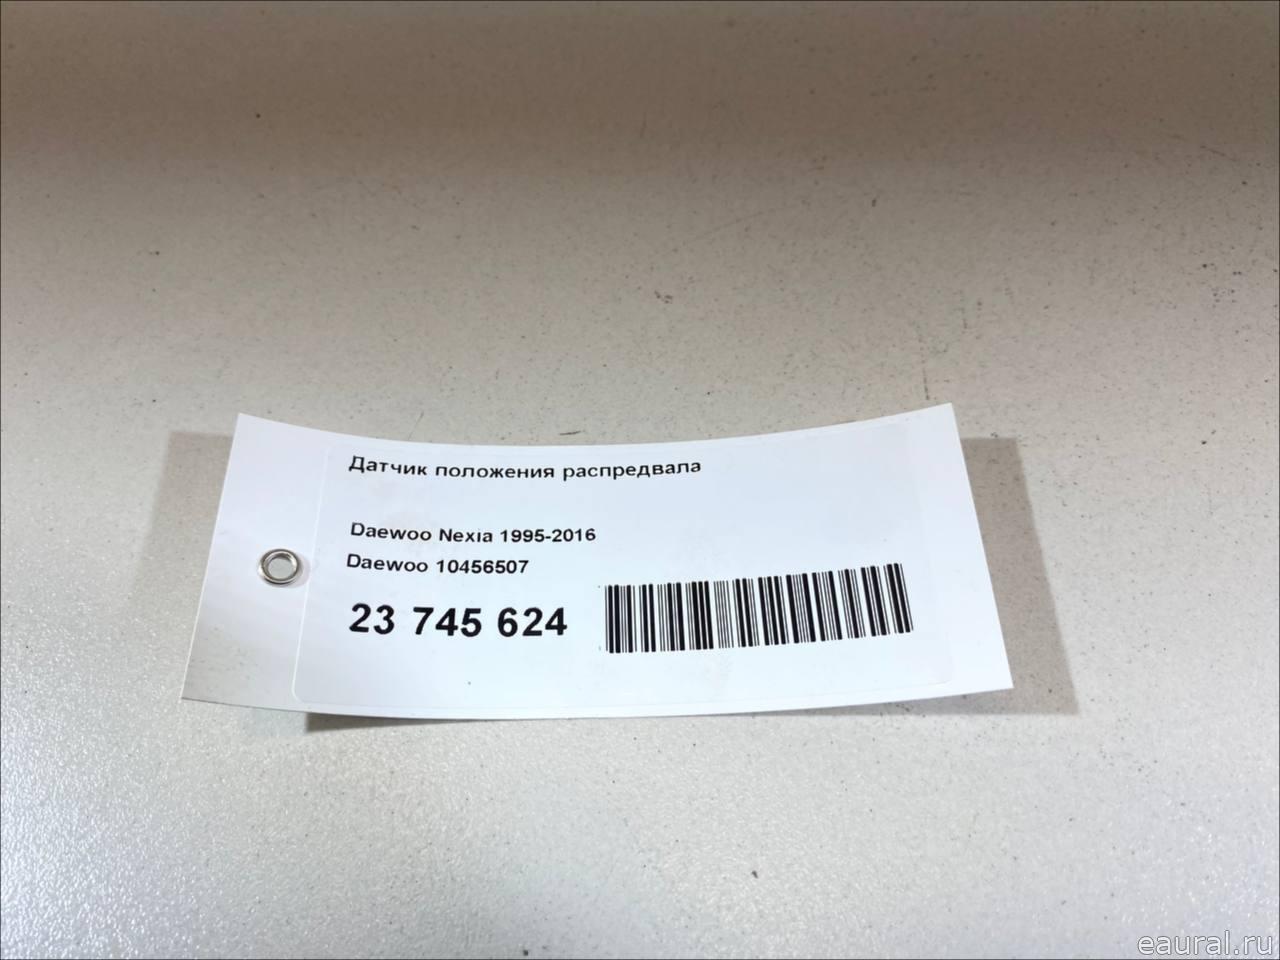 Датчик положения распредвала
Daewoo Nexia 1995-2016
Daewoo 10456507
23 745 624
eaural.ru